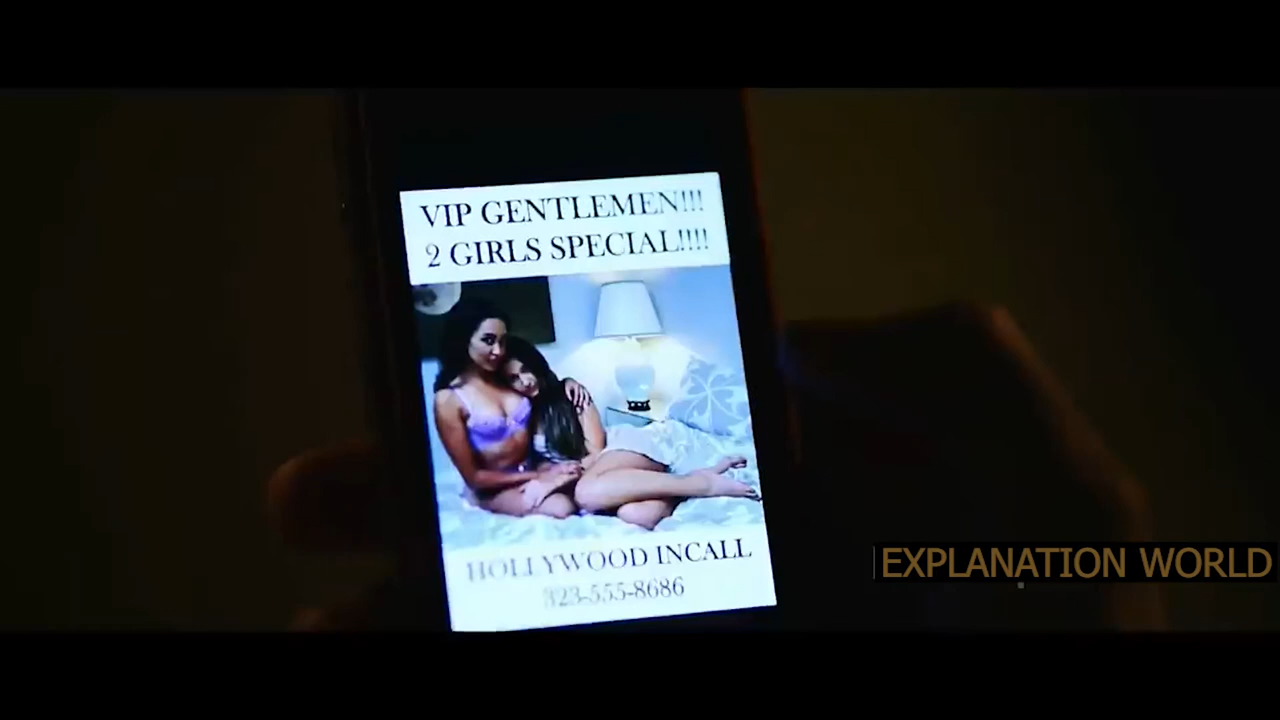 VIP GENTLEMEN!!!
2 GIRLS SPECIAL!!!!
HOLLYWOOD INCALL
323-555-8686
EXPLANATION WORLD